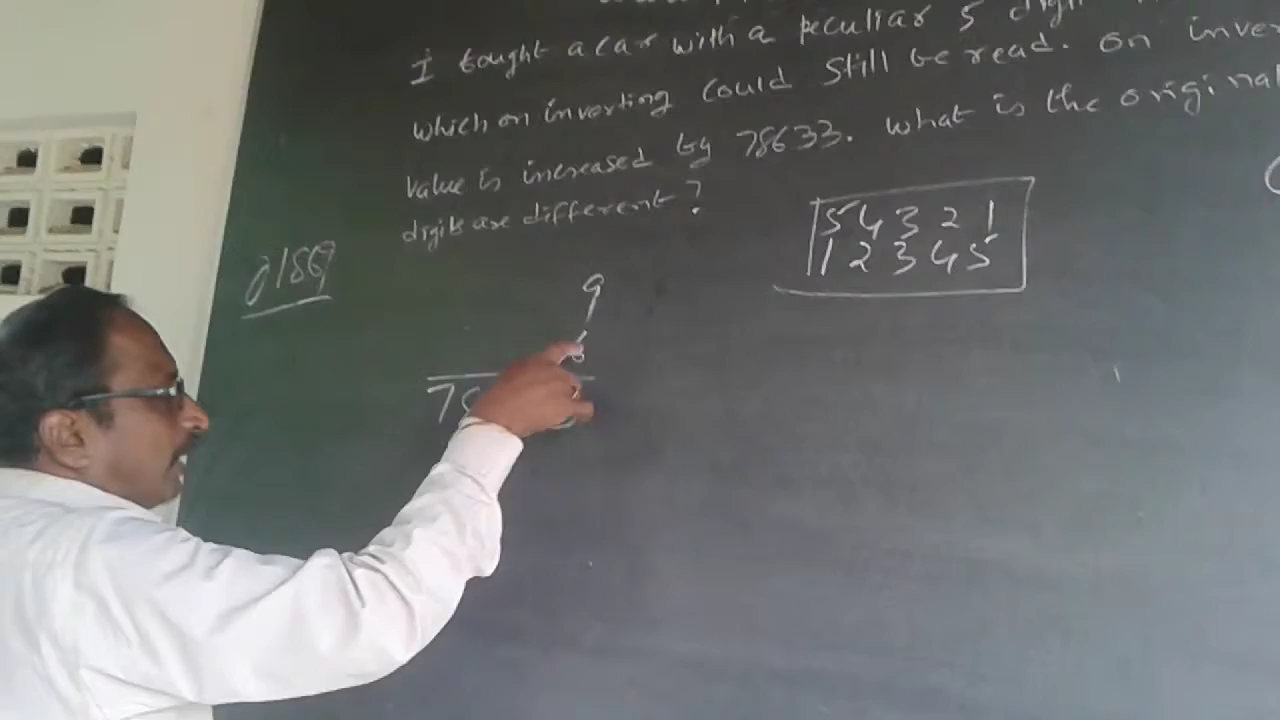 I bought a car with a peculiar 5 digit
which on inverting could still be read. On inver
value is increased by 78633. What is the original
digits are different?
54321
12345
01869
9
78